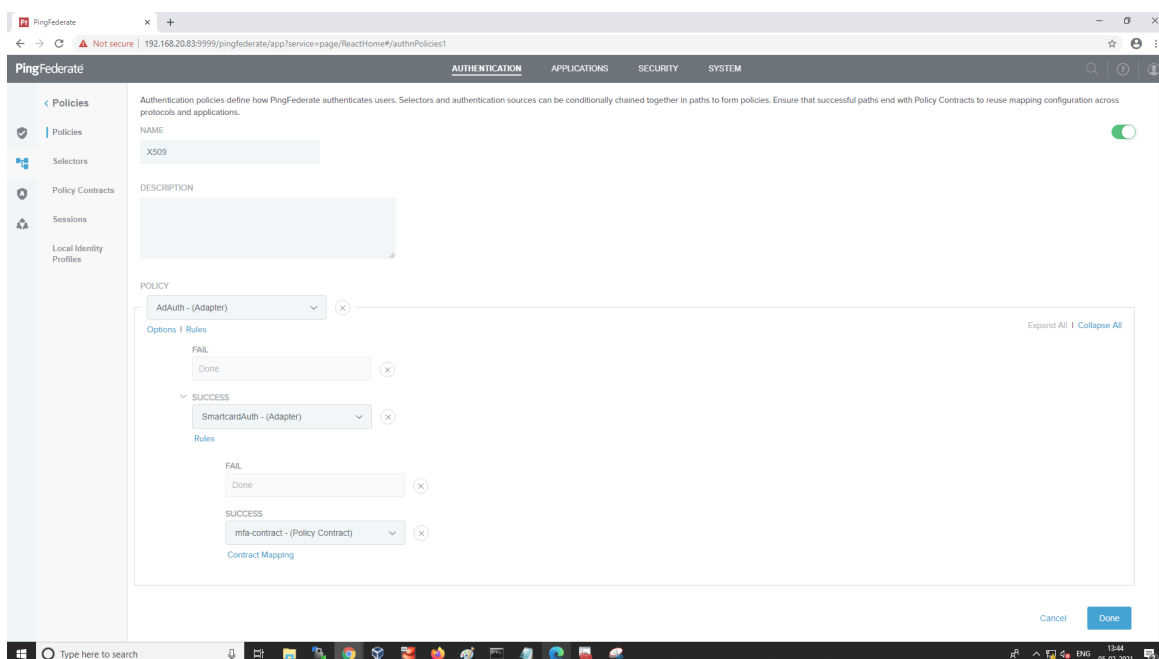 PingFederate
Not secure | 192.168.20.83:9999/pingfederate/app?service=page/ReactHome#/authnPolicies1
PingFederate
AUTHENTICATION APPLICATIONS SECURITY SYSTEM
< Policies
Policies
Selectors
Policy Contracts
Sessions
Local Identity
Profiles
Authentication policies define how PingFederate authenticates users. Selectors and authentication sources can be conditionally chained together in paths to form policies. Ensure that successful paths end with Policy Contracts to reuse mapping configuration across
protocols and applications.
NAME
X509
DESCRIPTION
POLICY
AdAuth - (Adapter)
Options | Rules
Expand All | Collapse All
FAIL
Done
SUCCESS
SmartcardAuth - (Adapter)
Rules
FAIL
Done
SUCCESS
mfa-contract - (Policy Contract)
Contract Mapping
Cancel Done
Type here to search
ENG
13:44
05-02-2021